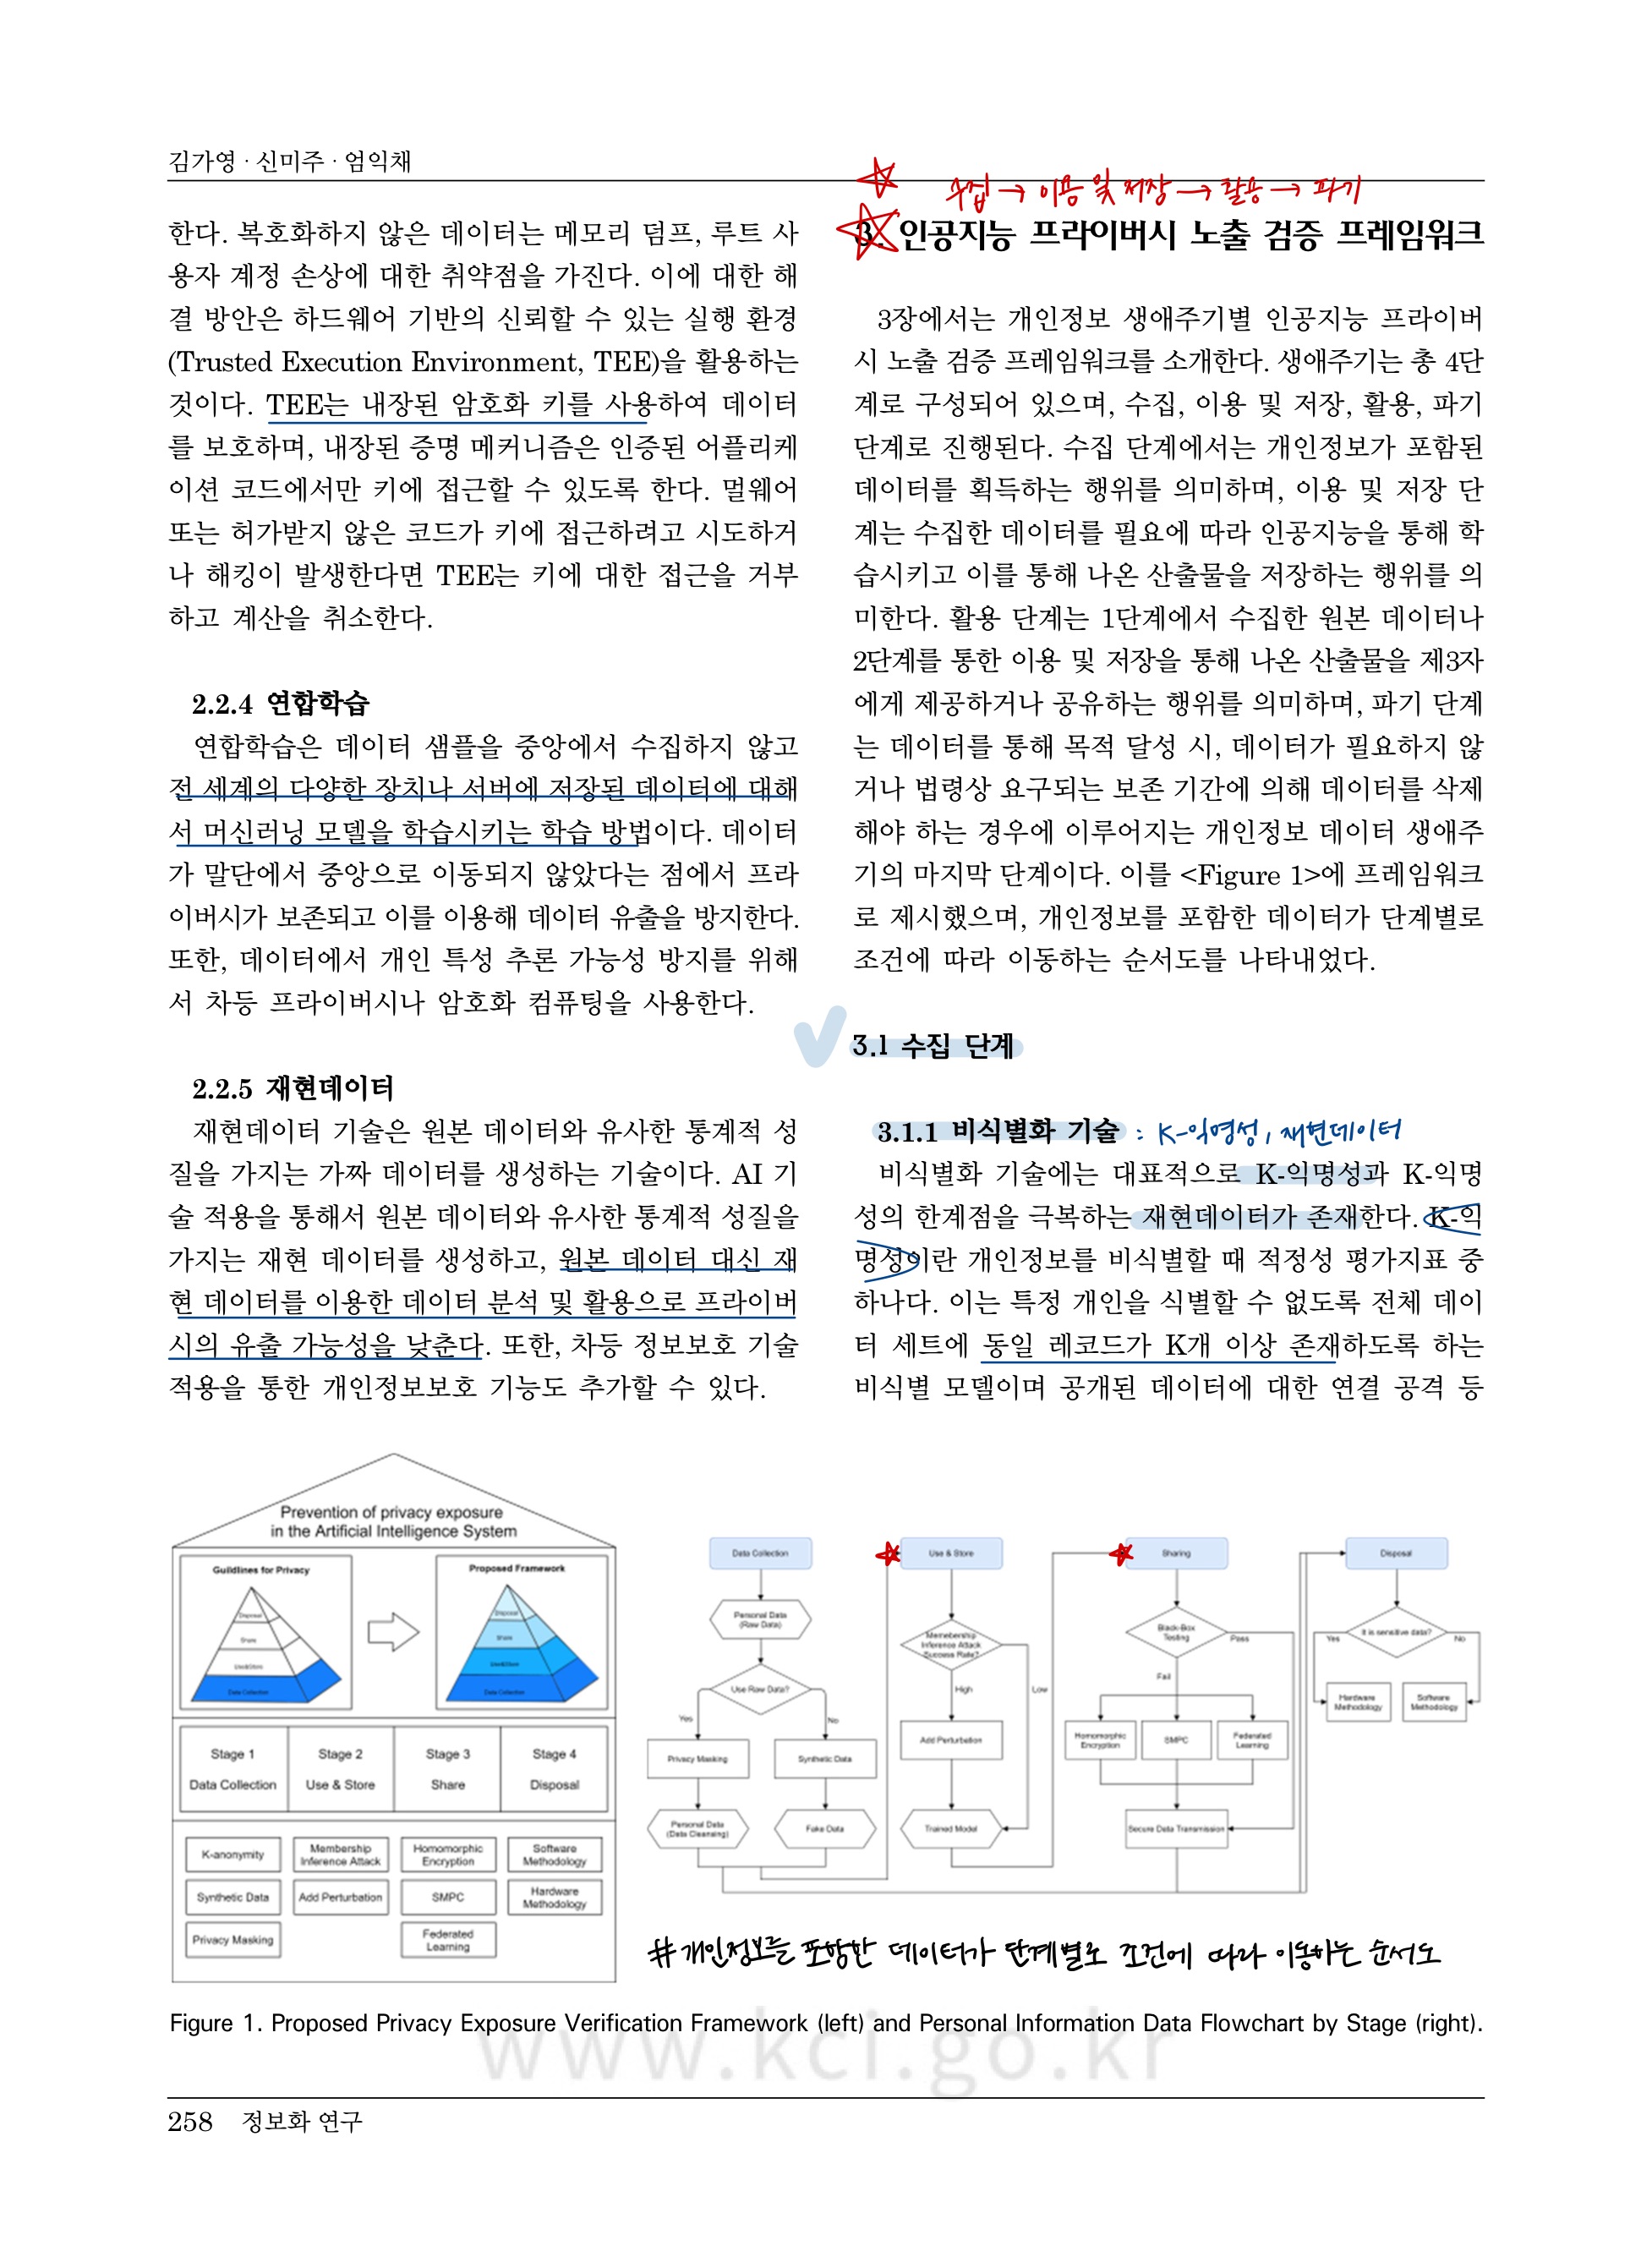 김가영 · 신미주 · 엄익채
한다. 복호화하지 않은 데이터는 메모리 덤프, 루트 사
용자 계정 손상에 대한 취약점을 가진다. 이에 대한 해
결 방안은 하드웨어 기반의 신뢰할 수 있는 실행 환경
(Trusted Execution Environment, TEE)을 활용하는
것이다. TEE는 내장된 암호화 키를 사용하여 데이터
를 보호하며, 내장된 증명 메커니즘은 인증된 어플리케
이션 코드에서만 키에 접근할 수 있도록 한다. 멀웨어
또는 허가받지 않은 코드가 키에 접근하려고 시도하거
나 해킹이 발생한다면 TEE는 키에 대한 접근을 거부
하고 계산을 취소한다.
2.2.4 연합학습
연합학습은 데이터 샘플을 중앙에서 수집하지 않고
전 세계의 다양한 장치나 서버에 저장된 데이터에 대해
서 머신러닝 모델을 학습시키는 학습 방법이다. 데이터
가 말단에서 중앙으로 이동되지 않았다는 점에서 프라
이버시가 보존되고 이를 이용해 데이터 유출을 방지한다.
또한, 데이터에서 개인 특성 추론 가능성 방지를 위해
서 차등 프라이버시나 암호화 컴퓨팅을 사용한다.
2.2.5 재현데이터
재현데이터 기술은 원본 데이터와 유사한 통계적 성
질을 가지는 가짜 데이터를 생성하는 기술이다. AI 기
술 적용을 통해서 원본 데이터와 유사한 통계적 성질을
가지는 재현 데이터를 생성하고, 원본 데이터 대신 재
현 데이터를 이용한 데이터 분석 및 활용으로 프라이버
시의 유출 가능성을 낮춘다. 또한, 차등 정보보호 기술
적용을 통한 개인정보보호 기능도 추가할 수 있다.
수집 → 이용 및 저장 → 활용 → 파기
3. 인공지능 프라이버시 노출 검증 프레임워크
3장에서는 개인정보 생애주기별 인공지능 프라이버
시 노출 검증 프레임워크를 소개한다. 생애주기는 총 4단
계로 구성되어 있으며, 수집, 이용 및 저장, 활용, 파기
단계로 진행된다. 수집 단계에서는 개인정보가 포함된
데이터를 획득하는 행위를 의미하며, 이용 및 저장 단
계는 수집한 데이터를 필요에 따라 인공지능을 통해 학
습시키고 이를 통해 나온 산출물을 저장하는 행위를 의
미한다. 활용 단계는 1단계에서 수집한 원본 데이터나
2단계를 통한 이용 및 저장을 통해 나온 산출물을 제3자
에게 제공하거나 공유하는 행위를 의미하며, 파기 단계
는 데이터를 통해 목적 달성 시, 데이터가 필요하지 않
거나 법령상 요구되는 보존 기간에 의해 데이터를 삭제
해야 하는 경우에 이루어지는 개인정보 데이터 생애주
기의 마지막 단계이다. 이를 <Figure 1>에 프레임워크
로 제시했으며, 개인정보를 포함한 데이터가 단계별로
조건에 따라 이동하는 순서도를 나타내었다.
3.1 수집 단계
3.1.1 비식별화 기술 : K-익명성, 재현데이터
비식별화 기술에는 대표적으로 K-익명성과 K-익명
성의 한계점을 극복하는 재현데이터가 존재한다. K-익
명성이란 개인정보를 비식별할 때 적정성 평가지표 중
하나다. 이는 특정 개인을 식별할 수 없도록 전체 데이
터 세트에 동일 레코드가 K개 이상 존재하도록 하는
비식별 모델이며 공개된 데이터에 대한 연결 공격 등
Prevention of privacy exposure
in the Artificial Intelligence System
Guildlines for Privacy
Disposal
Share
Use&Store
Data Collection
Proposed Framework
Disposal
Share
Use&Store
Data Collection
Stage 1
Data Collection
Stage 2
Use & Store
Stage 3
Share
Stage 4
Disposal
K-anonymity
Membership
Inference Attack
Homomorphic
Encryption
Software
Methodology
Synthetic Data
Add Perturbation
SMPC
Hardware
Methodology
Privacy Masking
Federated
Learning
Data Collection
Personal Data
(Raw Data)
Use Raw Data?
Yes
No
Privacy Masking
Synthetic Data
Personal Data
(Data Cleansing)
Fake Data
Use & Store
Memebership
Inference Attack
Success Rate?
High
Low
Add Perturbation
Trained Model
Sharing
Black-Box
Testing
Pass
Fail
Homomorphic
Encryption
SMPC
Federated
Learning
Secure Data Transmission
Disposal
It is sensitive data?
Yes
No
Hardware
Methodology
Software
Methodology
# 개인정보를 포함한 데이터가 단계별로 조건에 따라 이동하는 순서도
Figure 1. Proposed Privacy Exposure Verification Framework (left) and Personal Information Data Flowchart by Stage (right).
www.kci.go.kr
258 정보화 연구